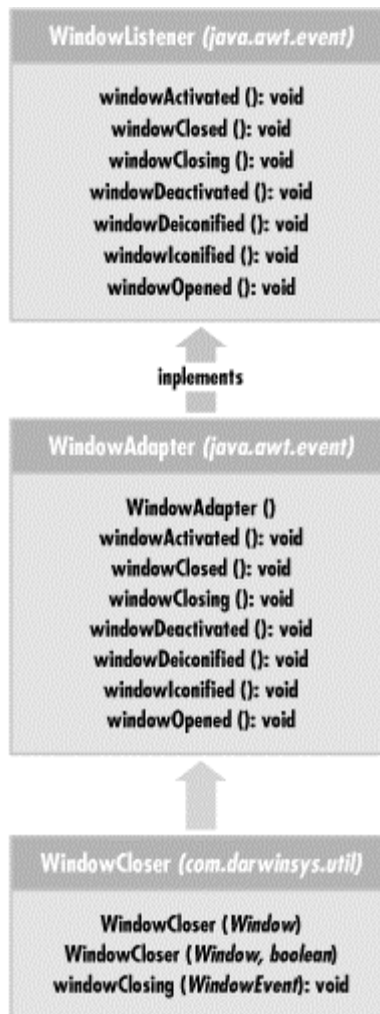 WindowListener (java.awt.event)
windowActivated (): void
windowClosed (): void
windowClosing (): void
windowDeactivated (): void
windowDeiconified (): void
windowIconified (): void
windowOpened (): void
inplements
WindowAdapter (java.awt.event)
WindowAdapter ()
windowActivated (): void
windowClosed (): void
windowClosing (): void
windowDeactivated (): void
windowDeiconified (): void
windowIconified (): void
windowOpened (): void
WindowCloser (com.darwinsys.util)
WindowCloser (Window)
WindowCloser (Window, boolean)
windowClosing (WindowEvent): void